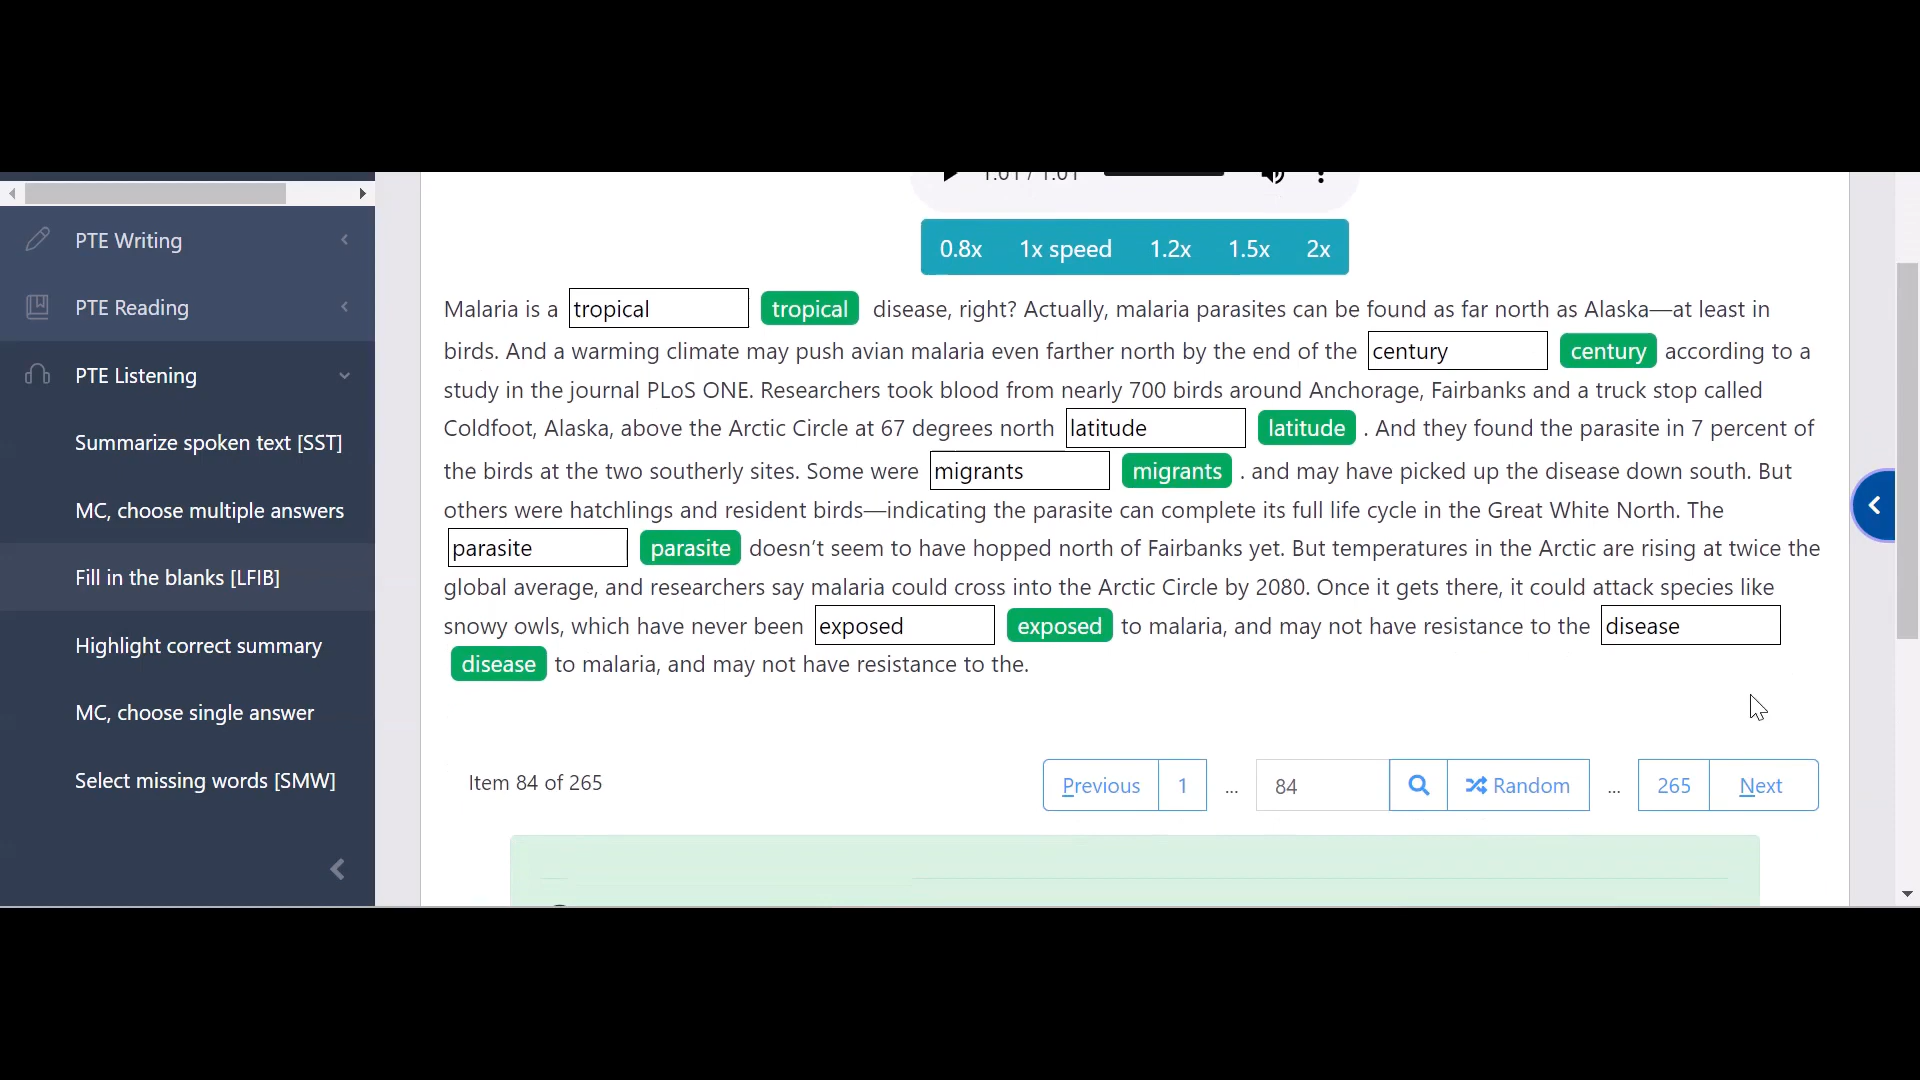 1:01 / 1:01
PTE Writing
PTE Reading
PTE Listening
Summarize spoken text [SST]
MC, choose multiple answers
Fill in the blanks [LFIB]
Highlight correct summary
MC, choose single answer
Select missing words [SMW]
0.8x 1x speed 1.2x 1.5x 2x
Malaria is a tropical tropical disease, right? Actually, malaria parasites can be found as far north as Alaska—at least in
birds. And a warming climate may push avian malaria even farther north by the end of the century century according to a
study in the journal PLoS ONE. Researchers took blood from nearly 700 birds around Anchorage, Fairbanks and a truck stop called
Coldfoot, Alaska, above the Arctic Circle at 67 degrees north latitude latitude . And they found the parasite in 7 percent of
the birds at the two southerly sites. Some were migrants migrants . and may have picked up the disease down south. But
others were hatchlings and resident birds—indicating the parasite can complete its full life cycle in the Great White North. The
parasite parasite doesn't seem to have hopped north of Fairbanks yet. But temperatures in the Arctic are rising at twice the
global average, and researchers say malaria could cross into the Arctic Circle by 2080. Once it gets there, it could attack species like
snowy owls, which have never been exposed exposed to malaria, and may not have resistance to the disease
disease to malaria, and may not have resistance to the.
Item 84 of 265
Previous 1 ... 84 Random ... 265 Next